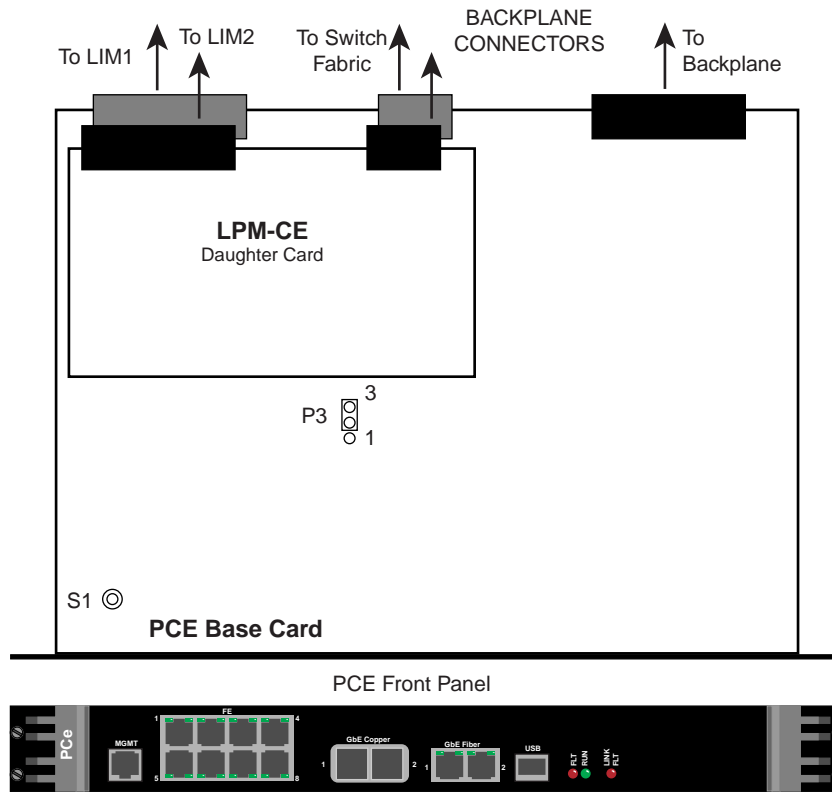 BACKPLANE
CONNECTORS
To LIM1
To LIM2
To Switch
Fabric
To
Backplane
LPM-CE
Daughter Card
3
P3
1
S1
PCE Base Card
PCE Front Panel
PCe
MGMT
FE
1
4
5
8
GbE Copper
1
2
GbE Fiber
1
2
USB
FLT
RUN
LINK
FLT